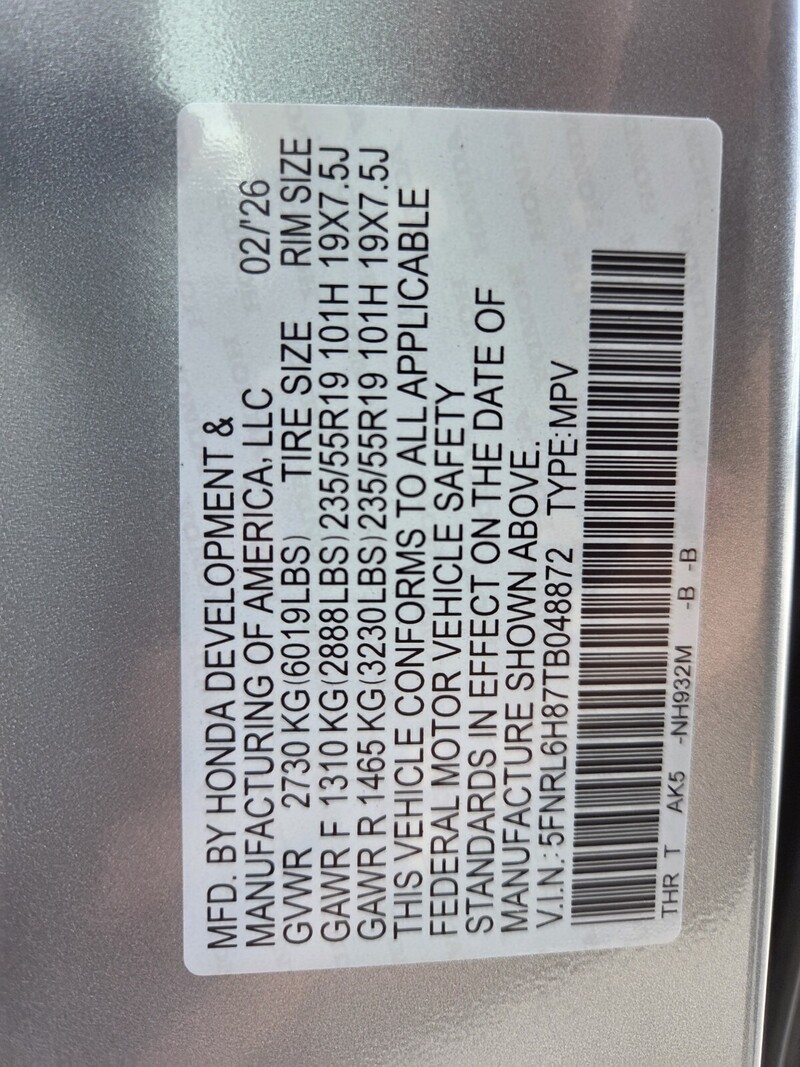 MFD. BY HONDA DEVELOPMENT &
MANUFACTURING OF AMERICA, LLC 02/'26
GVWR 2730 KG(6019LBS) TIRE SIZE RIM SIZE
GAWR F 1310 KG(2888LBS)235/55R19 101H 19X7.5J
GAWR R 1465 KG(3230LBS)235/55R19 101H 19X7.5J
THIS VEHICLE CONFORMS TO ALL APPLICABLE
FEDERAL MOTOR VEHICLE SAFETY
STANDARDS IN EFFECT ON THE DATE OF
MANUFACTURE SHOWN ABOVE.
V.I.N.:5FNRL6H87TB048872 TYPE:MPV
THR T AK5 -NH932M -B -B